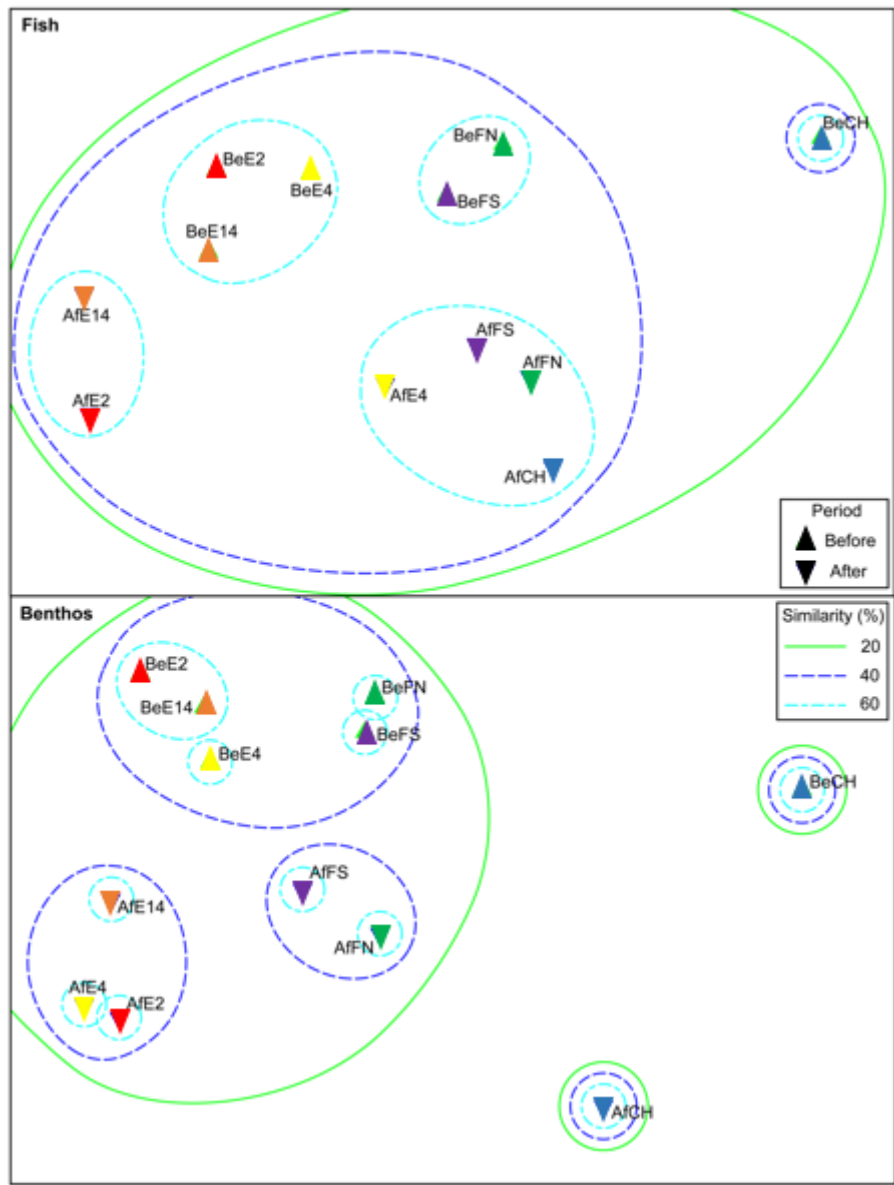 Fish
BeCH
BeFN
BeE2
BeE4
BeFS
BeE14
AfE14
AfFS
AfFN
AfE4
AfE2
AfCH
Period
Before
After
Benthos
Similarity (%)
20
40
60
BeE2
BeFN
BeE14
BeFS
BeE4
BeCH
AfFS
AfE14
AfFN
AfE4
AfE2
AfCH